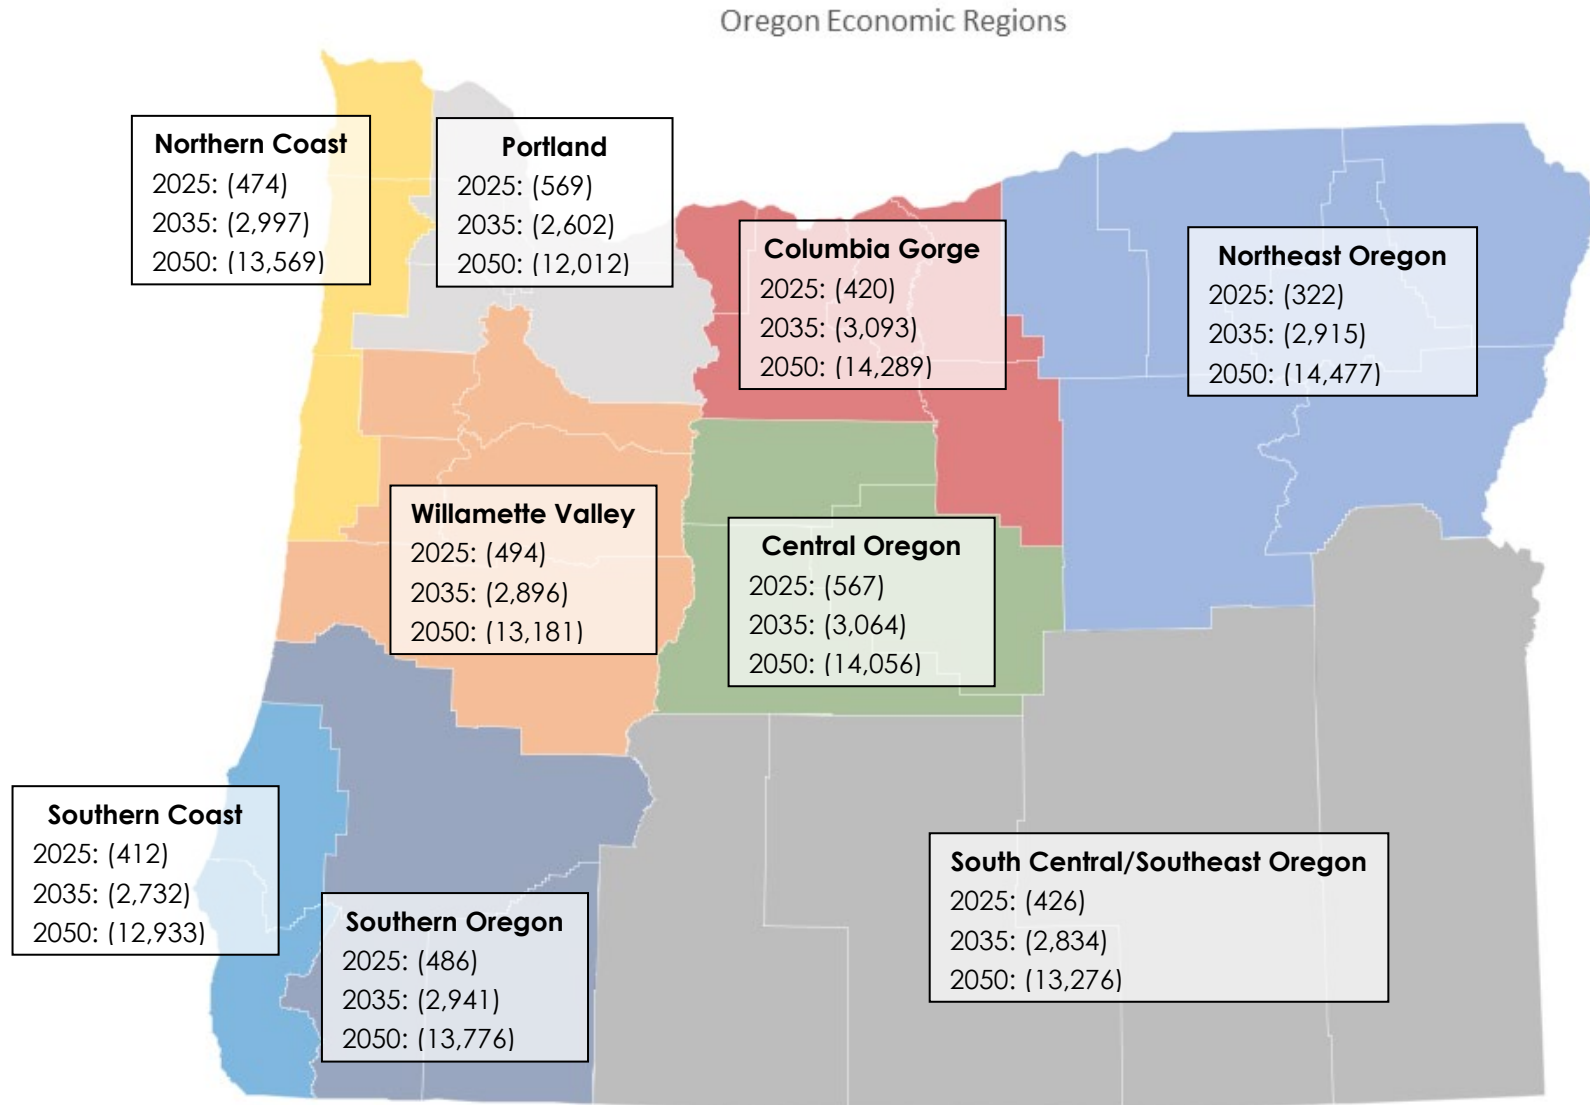 Oregon Economic Regions
Northern Coast
2025: (474)
2035: (2,997)
2050: (13,569)
Portland
2025: (569)
2035: (2,602)
2050: (12,012)
Columbia Gorge
2025: (420)
2035: (3,093)
2050: (14,289)
Northeast Oregon
2025: (322)
2035: (2,915)
2050: (14,477)
Willamette Valley
2025: (494)
2035: (2,896)
2050: (13,181)
Central Oregon
2025: (567)
2035: (3,064)
2050: (14,056)
Southern Coast
2025: (412)
2035: (2,732)
2050: (12,933)
Southern Oregon
2025: (486)
2035: (2,941)
2050: (13,776)
South Central/Southeast Oregon
2025: (426)
2035: (2,834)
2050: (13,276)